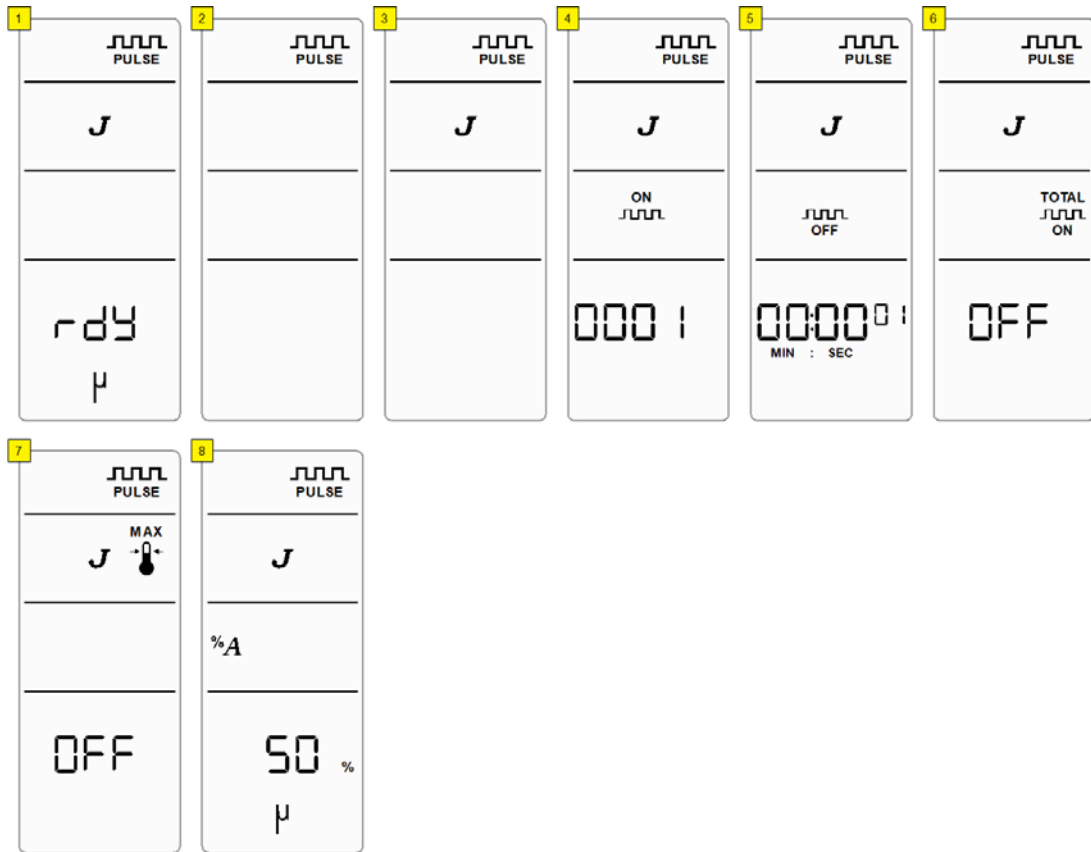 1
PULSE
J
rdy
µ
2
PULSE
3
PULSE
J
4
PULSE
J
ON
0001
5
PULSE
J
OFF
00:00 01
MIN : SEC
6
PULSE
J
TOTAL
ON
OFF
7
PULSE
MAX
J
OFF
8
PULSE
J
%A
50 %
µ